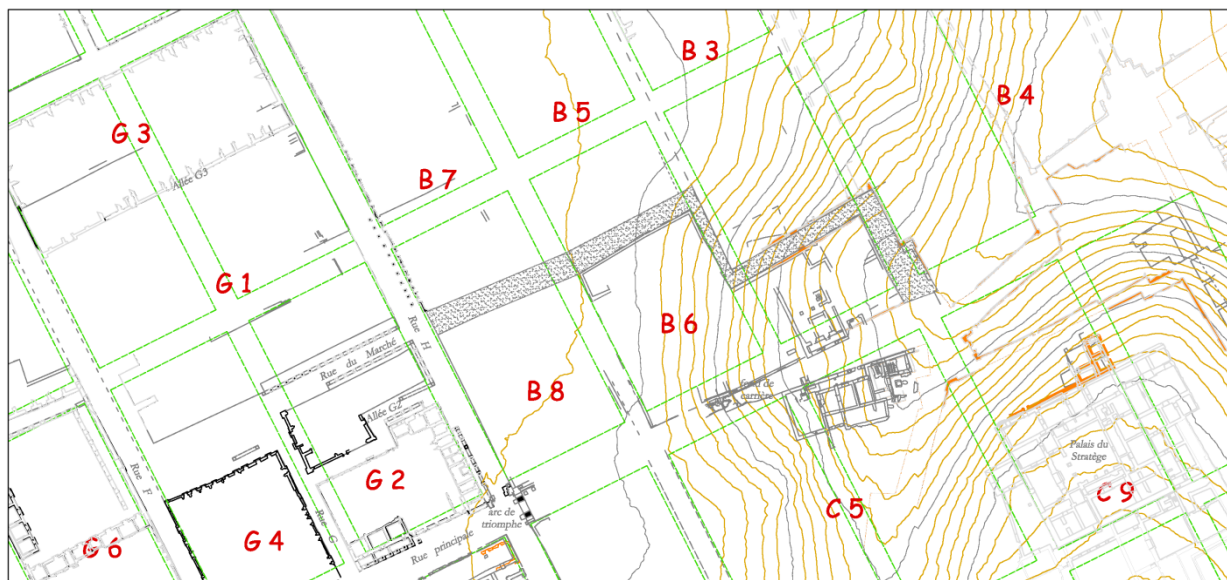 B 3
B 4
B 5
G 3
Allée G3
B 7
G 1
Rue H
B 6
Rue du Marché
fond de
carrière
B 8
Allée G2
Palais du
Stratège
Rue F
G 2
C 9
C 5
arc de
triomphe
Rue G
G 4
G 6
Rue principale